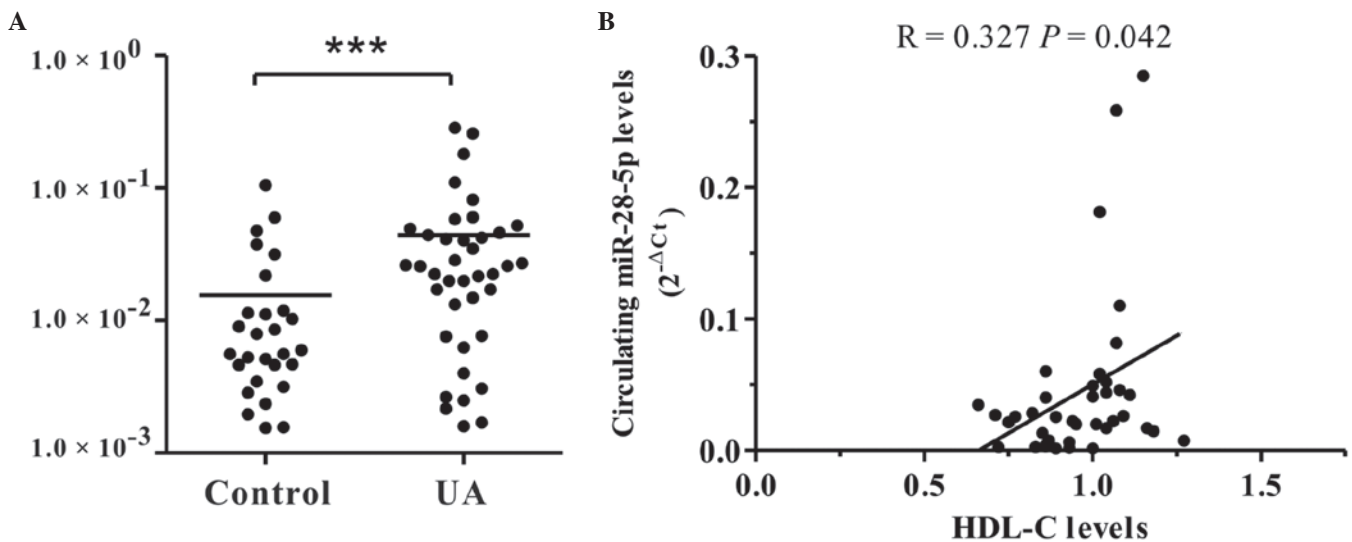 A
1.0 × 10⁰
1.0 × 10⁻¹
1.0 × 10⁻²
1.0 × 10⁻³
***
Control
UA
B
R = 0.327 P = 0.042
Circulating miR-28-5p levels
(2⁻ΔCt)
0.3
0.2
0.1
0.0
0.0
0.5
1.0
1.5
HDL-C levels